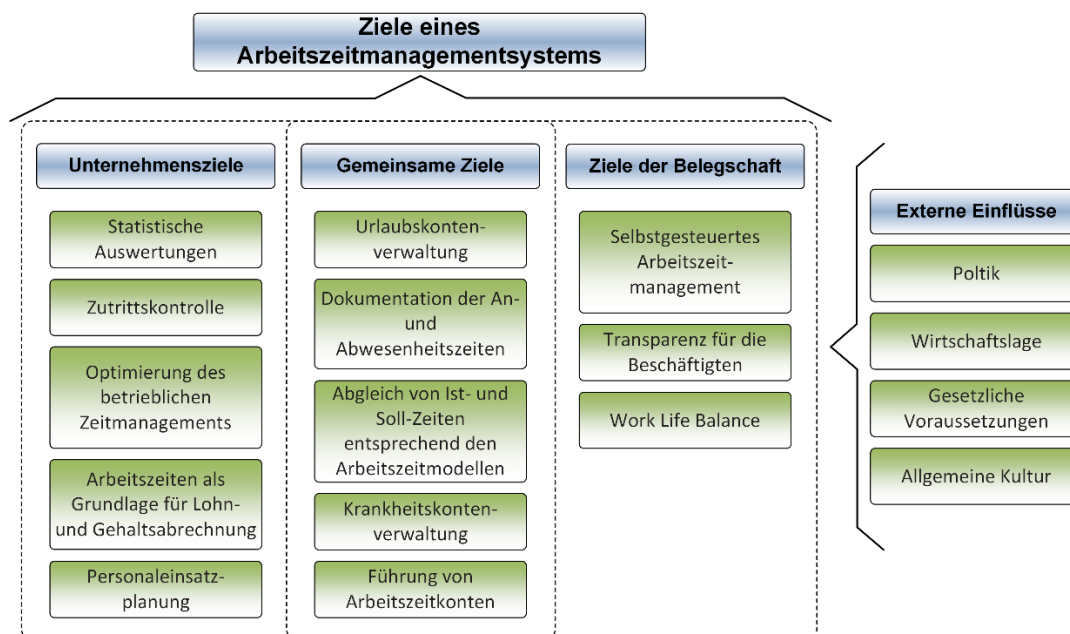 Ziele eines
Arbeitszeitmanagementsystems
Unternehmensziele
Statistische
Auswertungen
Zutrittskontrolle
Optimierung des
betrieblichen
Zeitmanagements
Arbeitszeiten als
Grundlage für Lohn-
und Gehaltsabrechnung
Personaleinsatz-
planung
Gemeinsame Ziele
Urlaubskonten-
verwaltung
Dokumentation der An-
und
Abwesenheitszeiten
Abgleich von Ist- und
Soll-Zeiten
entsprechend den
Arbeitszeitmodellen
Krankheitskonten-
verwaltung
Führung von
Arbeitszeitkonten
Ziele der Belegschaft
Selbstgesteuertes
Arbeitszeit-
management
Transparenz für die
Beschäftigten
Work Life Balance
Externe Einflüsse
Poltik
Wirtschaftslage
Gesetzliche
Voraussetzungen
Allgemeine Kultur